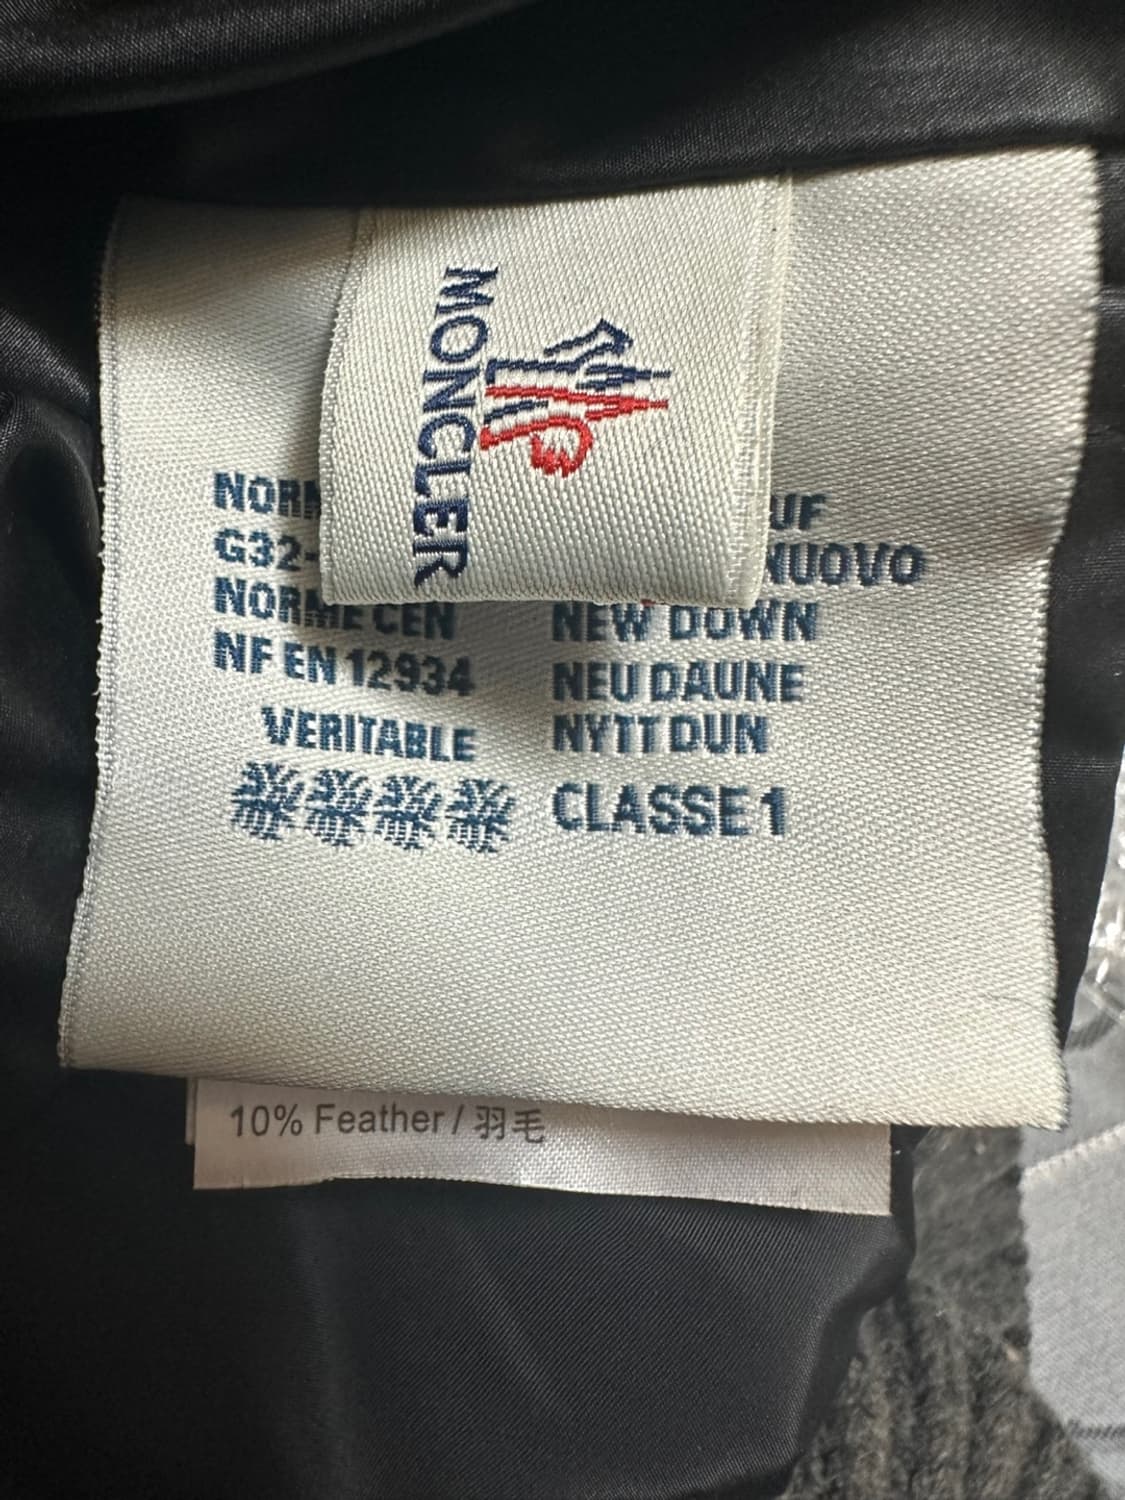 MONCLER
NORM
G32-
NORME CEN
NF EN 12934
VERITABLE
UF
NUOVO
NEW DOWN
NEU DAUNE
NYTT DUN
CLASSE 1
10% Feather / 羽毛